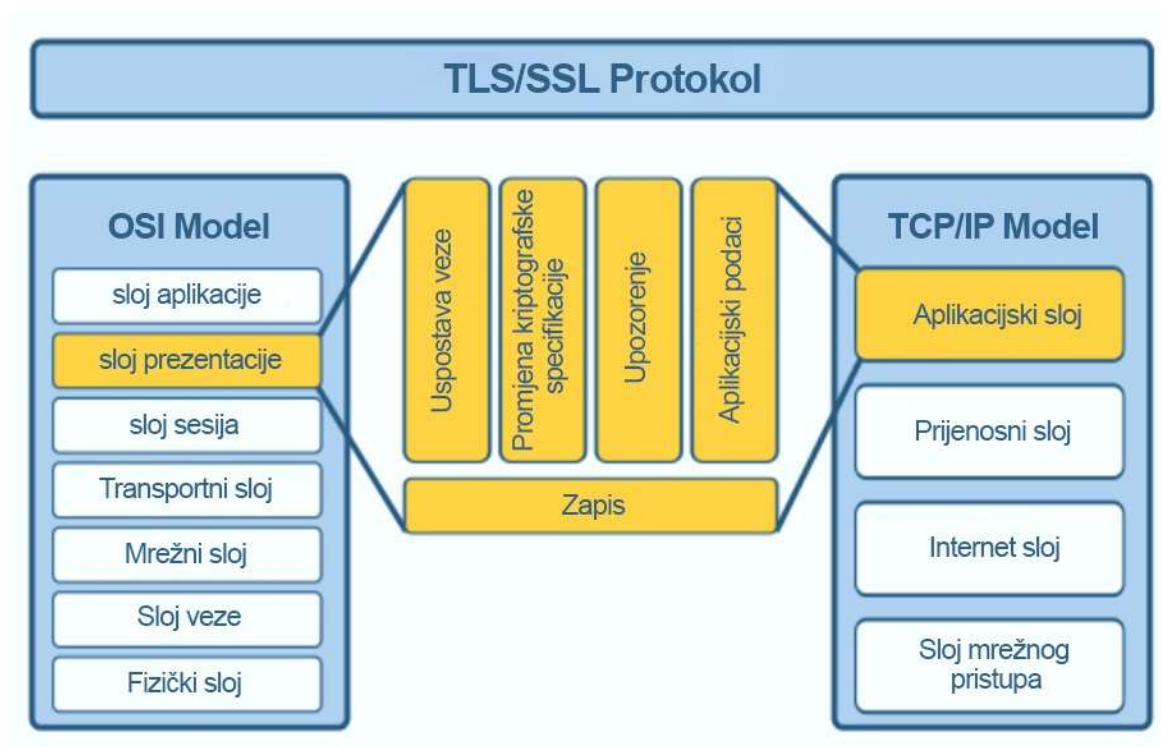 TLS/SSL Protokol
OSI Model
sloj aplikacije
sloj prezentacije
sloj sesija
Transportni sloj
Mrežni sloj
Sloj veze
Fizički sloj
Uspostava veze
Promjena kriptografske
specifikacije
Upozorenje
Aplikacijski podaci
Zapis
TCP/IP Model
Aplikacijski sloj
Prijenosni sloj
Internet sloj
Sloj mrežnog
pristupa